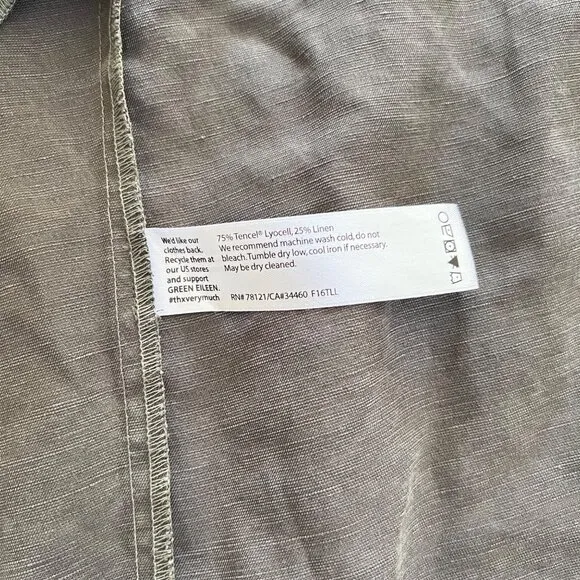 We'd like our
clothes back.
Recycle them at
our US stores
and support
GREEN EILEEN.
#thxverymuch
75% Tencel® Lyocell, 25% Linen
We recommend machine wash cold, do not
bleach. Tumble dry low, cool iron if necessary.
May be dry cleaned.
RN# 78121/CA#34460 F16TLL